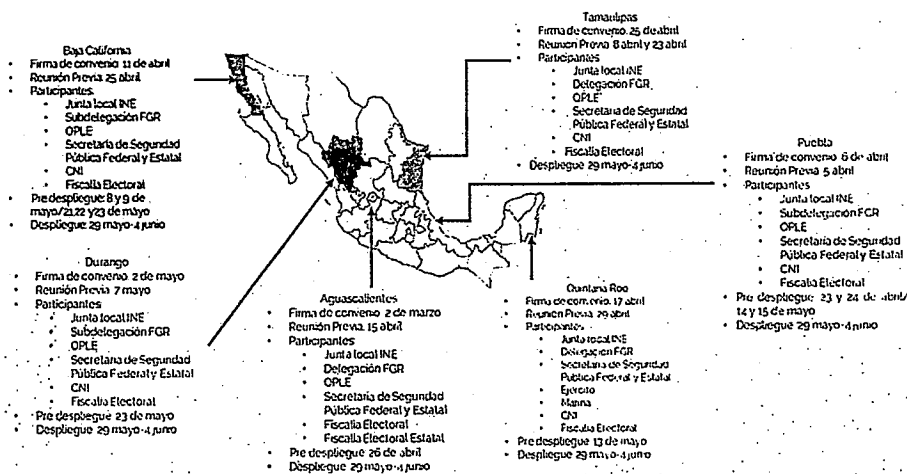 Baja California
• Firma de convenio 11 de abril
• Reunión Previa 25 abril
• Participantes
• Junta local INE
• Subdelegación FGR
• OPLE
• Secretaria de Seguridad
Pública Federal y Estatal
• CNI
• Fiscalía Electoral
• Pre despliegue 8 y 9 de
mayo/21,22 y 23 de mayo
• Despliegue 29 mayo-4 junio
Tamaulipas
• Firma de convenio 25 de abril
• Reunión Previa 8 abril y 23 abril
• Participantes
• Junta local INE
• Delegación FGR
• OPLE
• Secretaria de Seguridad
Pública Federal y Estatal
• CNI
• Fiscalía Electoral
• Despliegue 29 mayo-4 junio
Puebla
• Firma de convenio 6 de abril
• Reunión Previa 5 abril
• Participantes
• Junta local INE
• Subdelegación FGR
• OPLE
• Secretaria de Seguridad
Pública Federal y Estatal
• CNI
• Fiscalía Electoral
• Pre despliegue 23 y 24 de abril/
14 y 15 de mayo
• Despliegue 29 mayo-4 junio
Durango
• Firma de convenio 2 de mayo
• Reunión Previa 7 mayo
• Participantes
• Junta local INE
• Subdelegación FGR
• OPLE
• Secretaria de Seguridad
Pública Federal y Estatal
• CNI
• Fiscalía Electoral
• Pre despliegue 23 de mayo
• Despliegue 29 mayo-4 junio
Aguascalientes
• Firma de convenio 2 de marzo
• Reunión Previa 15 abril
• Participantes
• Junta local INE
• Delegación FGR
• OPLE
• Secretaria de Seguridad
Pública Federal y Estatal
• Fiscalía Electoral
• Fiscalía Electoral Estatal
• Pre despliegue 26 de abril
• Despliegue 29 mayo-4 junio
Quintana Roo
• Firma de convenio 17 abril
• Reunión Previa 29 abril
• Participantes
• Junta local INE
• Delegación FGR
• Secretaria de Seguridad
Pública Federal y Estatal
• Ejército
• Marina
• CNI
• Fiscalía Electoral
• Pre despliegue 13 de mayo
• Despliegue 29 mayo-4 junio